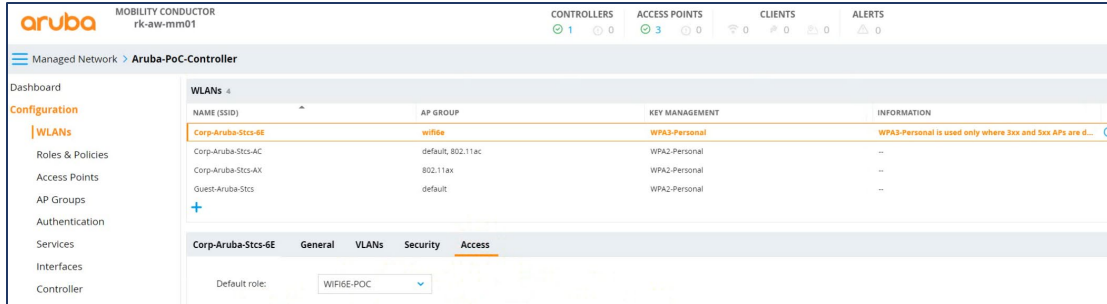 aruba MOBILITY CONDUCTOR rk-aw-mm01
CONTROLLERS ACCESS POINTS CLIENTS ALERTS
1 0 3 0 0 0 0 0
Managed Network > Aruba-PoC-Controller
Dashboard
Configuration
WLANs
Roles & Policies
Access Points
AP Groups
Authentication
Services
Interfaces
Controller
WLANs 4
NAME (SSID) AP GROUP KEY MANAGEMENT INFORMATION
Corp-Aruba-Stcs-6E wifi6e WPA3-Personal WPA3-Personal is used only where 3xx and 5xx APs are d...
Corp-Aruba-Stcs-AC default, 802.11ac WPA2-Personal --
Corp-Aruba-Stcs-AX 802.11ax WPA2-Personal --
Guest-Aruba-Stcs default WPA2-Personal --
+
Corp-Aruba-Stcs-6E General VLANs Security Access
Default role: WIFI6E-POC